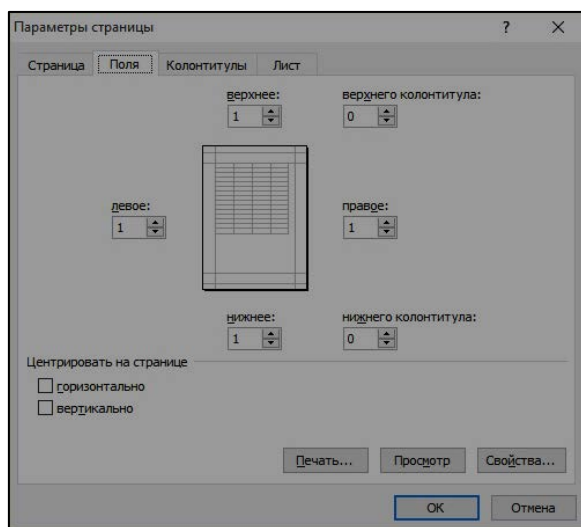 Параметры страницы ?
Страница Поля Колонтитулы Лист
верхнее: верхнего колонтитула:
1 0
левое: правое:
1 1
нижнее: нижнего колонтитула:
1 0
Центрировать на странице
горизонтально
вертикально
Печать... Просмотр Свойства...
ОК Отмена